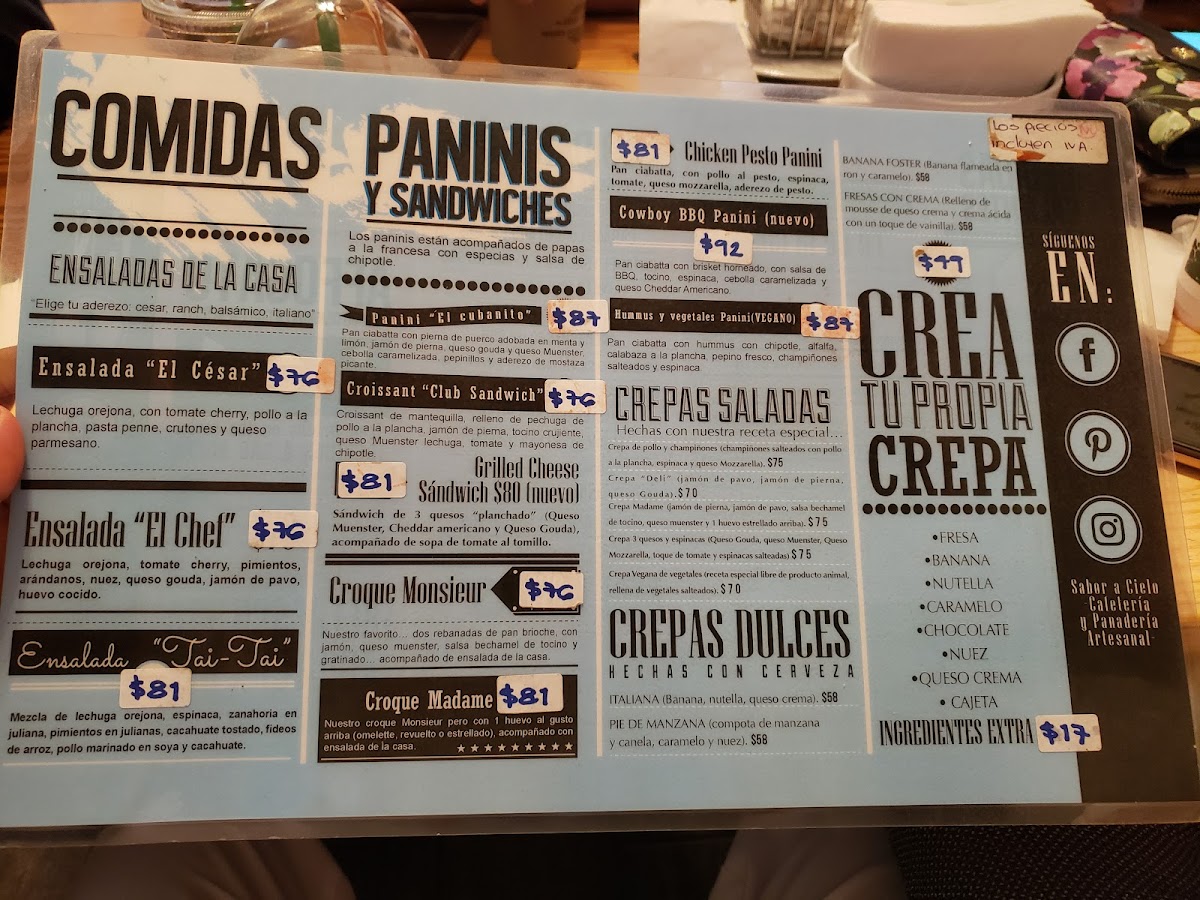 COMIDAS
ENSALADAS DE LA CASA
"Elige tu aderezo: cesar, ranch, balsámico, italiano"
Ensalada "El César" $76
Lechuga orejona, con tomate cherry, pollo a la
plancha, pasta penne, crutones y queso
parmesano.
Ensalada "El Chef" $76
Lechuga orejona, tomate cherry, pimientos,
arándanos, nuez, queso gouda, jamón de pavo,
huevo cocido.
Ensalada "Tai-Tai"
$81
Mezcla de lechuga orejona, espinaca, zanahoria en
juliana, pimientos en julianas, cacahuate tostado, fideos
de arroz, pollo marinado en soya y cacahuate.
PANINIS
Y SANDWICHES
Los paninis están acompañados de papas
a la francesa con especias y salsa de
chipotle.
Panini "El cubanito" $87
Pan ciabatta con pierna de puerco adobada en menta y
limón, jamón de pierna, queso gouda y queso Muenster,
cebolla caramelizada, pepinillos y aderezo de mostaza
picante.
Croissant "Club Sandwich" $76
Croissant de mantequilla, relleno de pechuga de
pollo a la plancha, jamón de pierna, tocino crujiente,
queso Muenster lechuga, tomate y mayonesa de
chipotle.
$81 Grilled Cheese
Sándwich $80 (nuevo)
Sándwich de 3 quesos "planchado" (Queso
Muenster, Cheddar americano y Queso Gouda),
acompañado de sopa de tomate al tomillo.
Croque Monsieur $76
Nuestro favorito... dos rebanadas de pan brioche, con
jamón, queso muenster, salsa bechamel de tocino y
gratinado... acompañado de ensalada de la casa.
Croque Madame $81
Nuestro croque Monsieur pero con 1 huevo al gusto
arriba (omelette, revuelto o estrellado), acompañado con
ensalada de la casa.
$81 Chicken Pesto Panini
Pan ciabatta, con pollo al pesto, espinaca,
tomate, queso mozzarella, aderezo de pesto.
Cowboy BBQ Panini (nuevo)
$92
Pan ciabatta con brisket horneado, con salsa de
BBQ, tocino, espinaca, cebolla caramelizada y
queso Cheddar Americano.
Hummus y vegetales Panini(VEGANO) $87
Pan ciabatta con hummus con chipotle, alfalfa,
calabaza a la plancha, pepino fresco, champiñones
salteados y espinaca
CREPAS SALADAS
Hechas con nuestra receta especial...
Crepa de pollo y champiñones (champiñones salteados con pollo
a la plancha, espinaca y queso Mozzarella). $75
Crepa "Deli" (jamón de pavo, jamón de pierna,
queso Gouda). $70
Crepa Madame (jamón de pierna, jamón de pavo, salsa bechamel
de tocino, queso muenster y 1 huevo estrellado arriba). $75
Crepa 3 quesos y espinacas (Queso Gouda, queso Muenster, Queso
Mozzarella, toque de tomate y espinacas salteadas) $75
Crepa Vegana de vegetales (receta especial libre de producto animal,
rellena de vegetales salteados). $70
CREPAS DULCES
HECHAS CON CERVEZA
ITALIANA (Banana, nutella, queso crema). $58
PIE DE MANZANA (compota de manzana
y canela, caramelo y nuez). $58
BANANA FOSTER (Banana flameada en
ron y caramelo). $58
FRESAS CON CREMA (Relleno de
mousse de queso crema y crema ácida
con un toque de vainilla). $58
$49
CREA
TU PROPIA
CREPA
•FRESA
•BANANA
•NUTELLA
•CARAMELO
•CHOCOLATE
•NUEZ
•QUESO CREMA
•CAJETA
INGREDIENTES EXTRA $17
Los precios
incluyen IVA.
SÍGUENOS
EN:
Sabor a Cielo
-Cafetería
y Panadería
Artesanal-